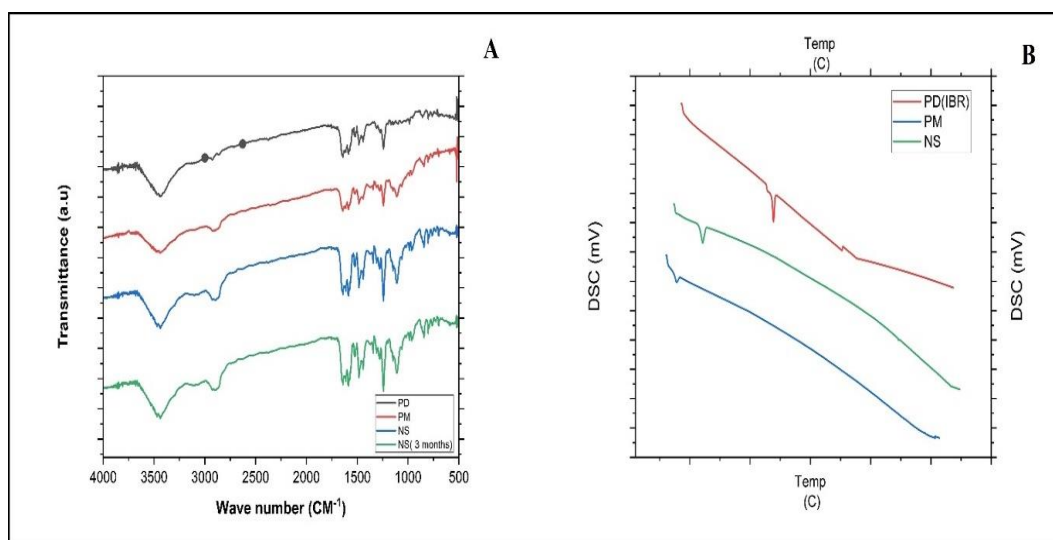 A
Transmittance (a.u)
PD
PM
NS
NS( 3 months)
4000 3500 3000 2500 2000 1500 1000 500
Wave number (CM-1)
B
Temp
(C)
DSC (mV)
DSC (mV)
PD(IBR)
PM
NS
Temp
(C)